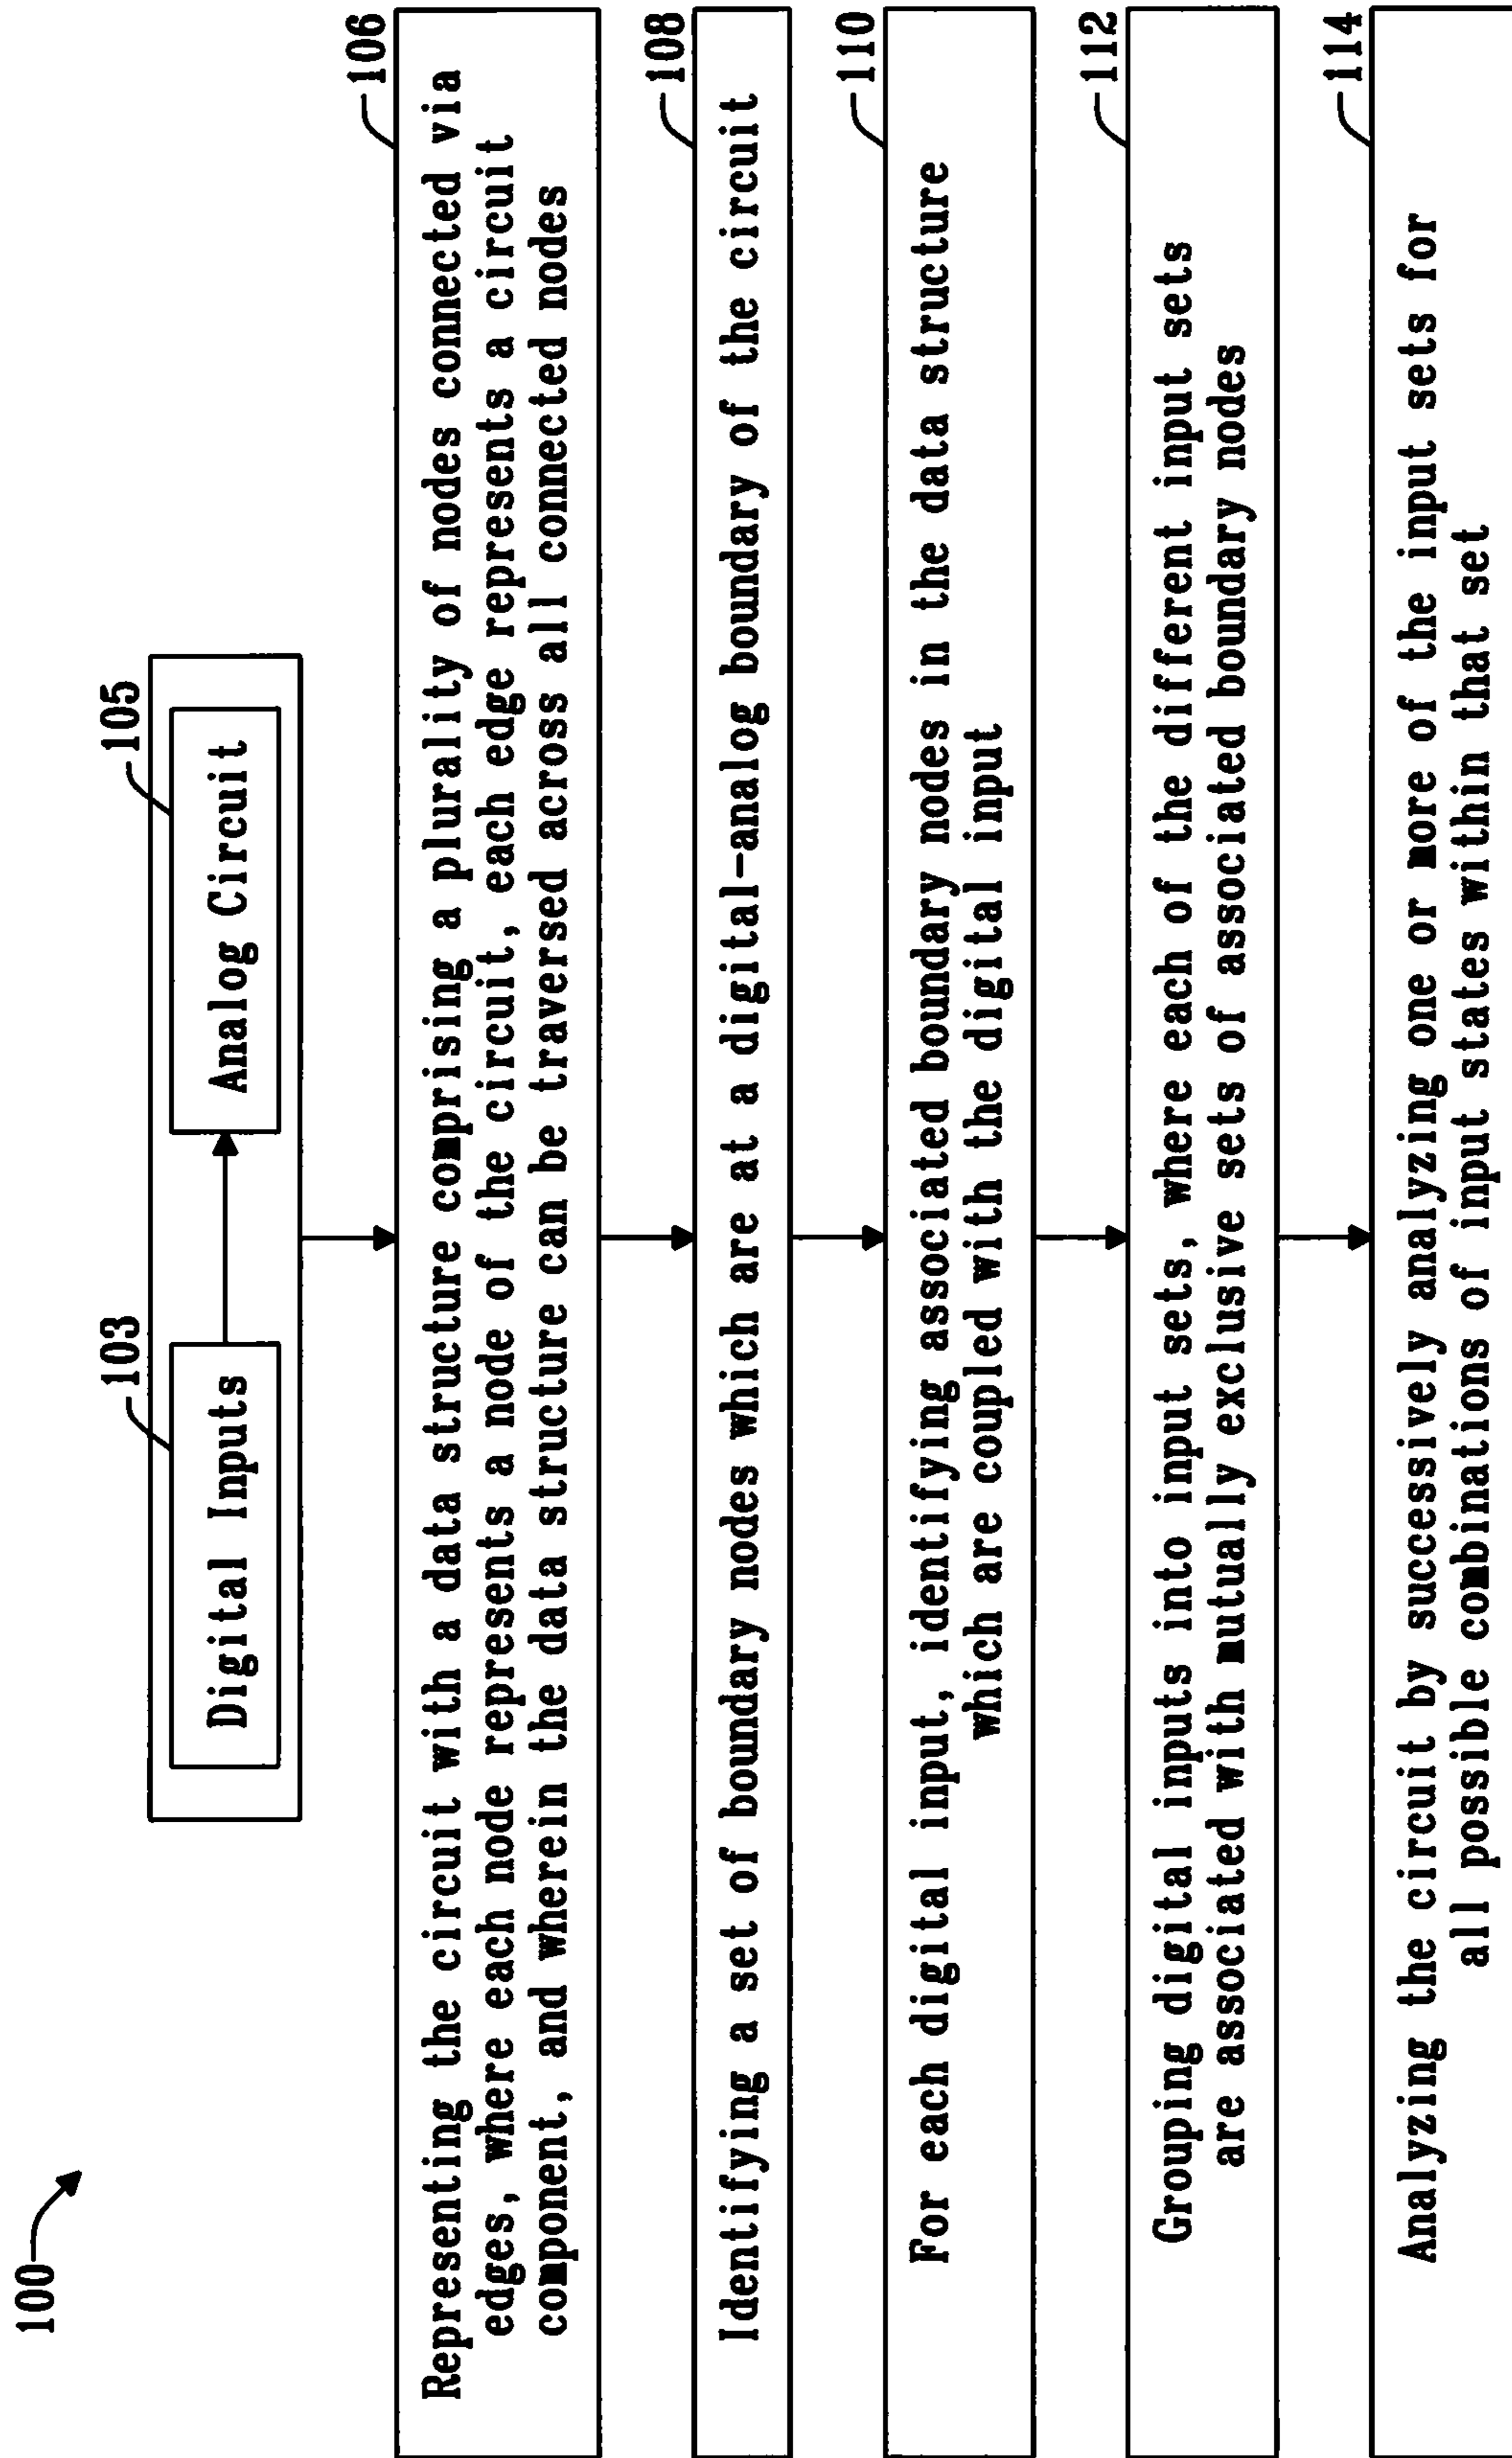 100
103
105
Digital Inputs
Analog Circuit
106
Representing the circuit with a data structure comprising a plurality of nodes connected via
edges, where each node represents a node of the circuit, each edge represents a circuit
component, and wherein the data structure can be traversed across all connected nodes
108
Identifying a set of boundary nodes which are at a digital-analog boundary of the circuit
110
For each digital input, identifying associated boundary nodes in the data structure
which are coupled with the digital input
112
Grouping digital inputs into input sets, where each of the different input sets
are associated with mutually exclusive sets of associated boundary nodes
114
Analyzing the circuit by successively analyzing one or more of the input sets for
all possible combinations of input states within that set